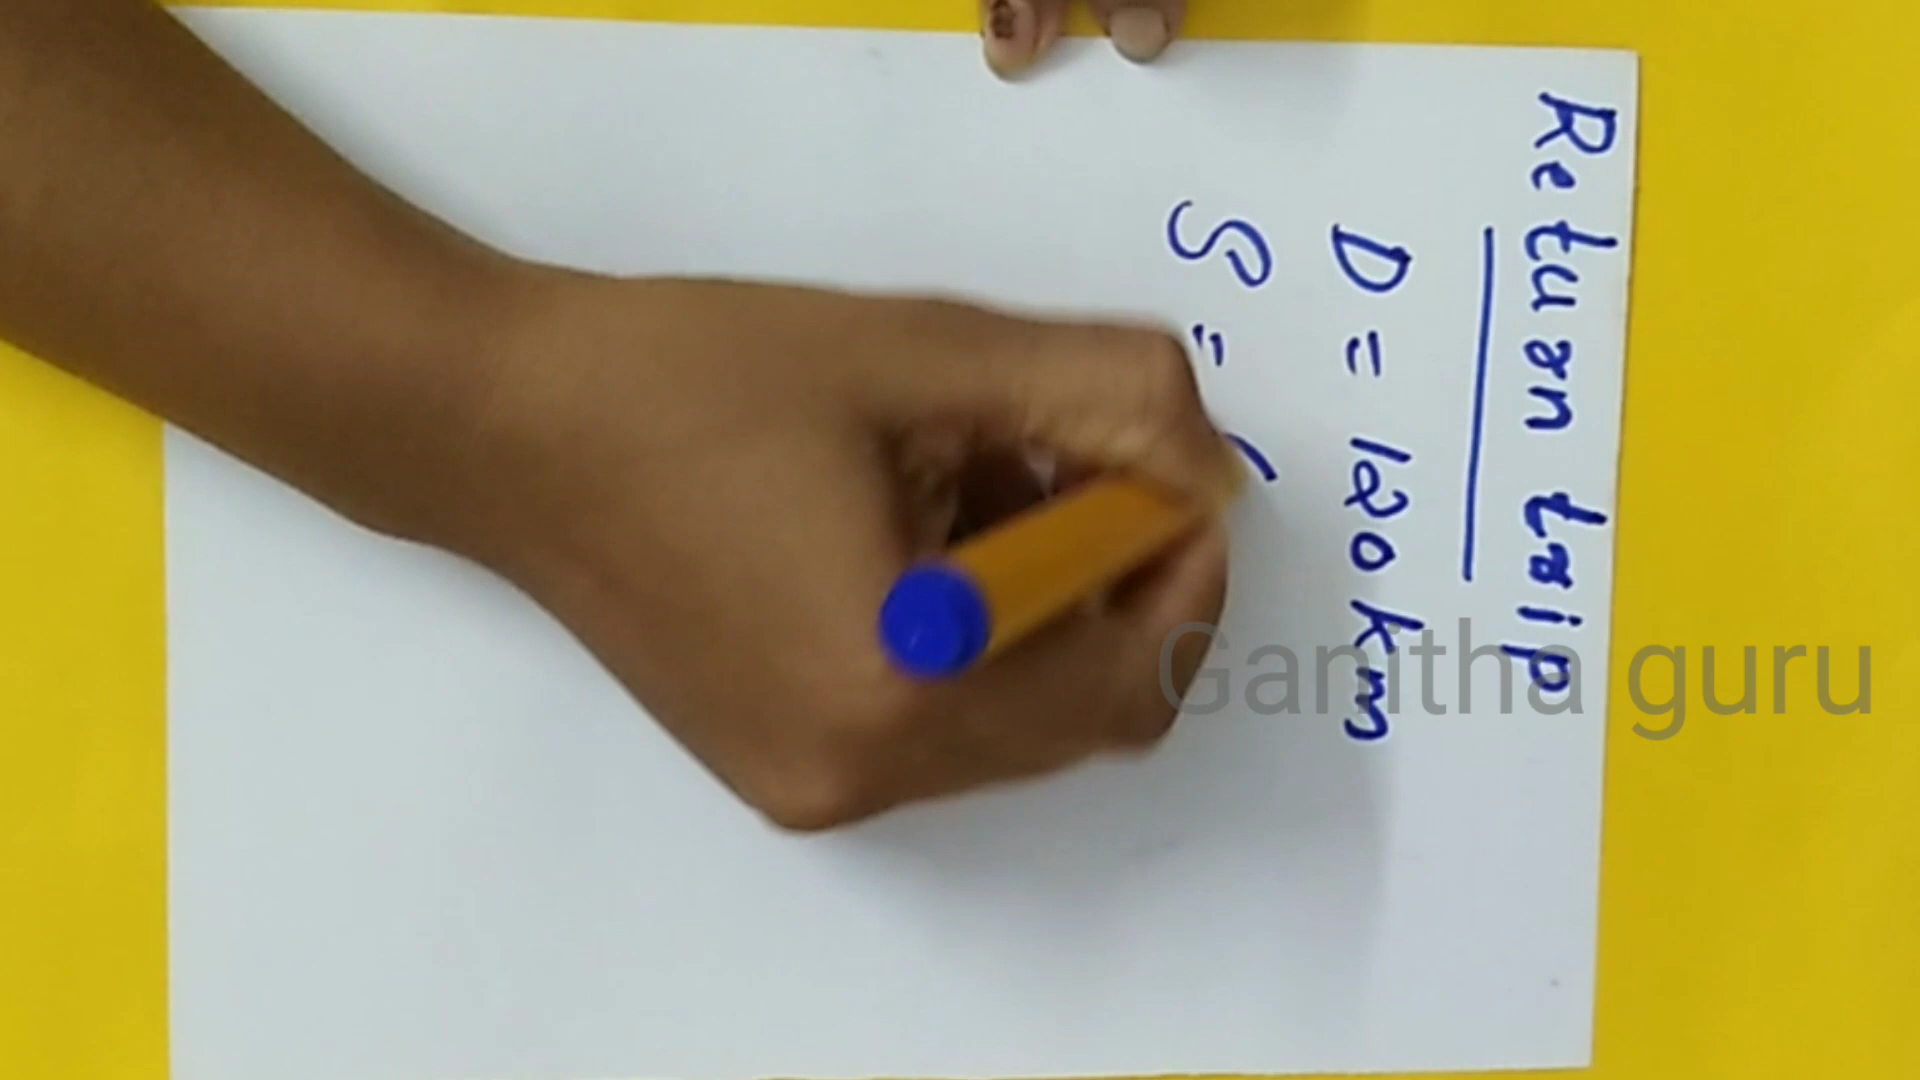 Return trip
D = 120 km
S =
Ganitha guru